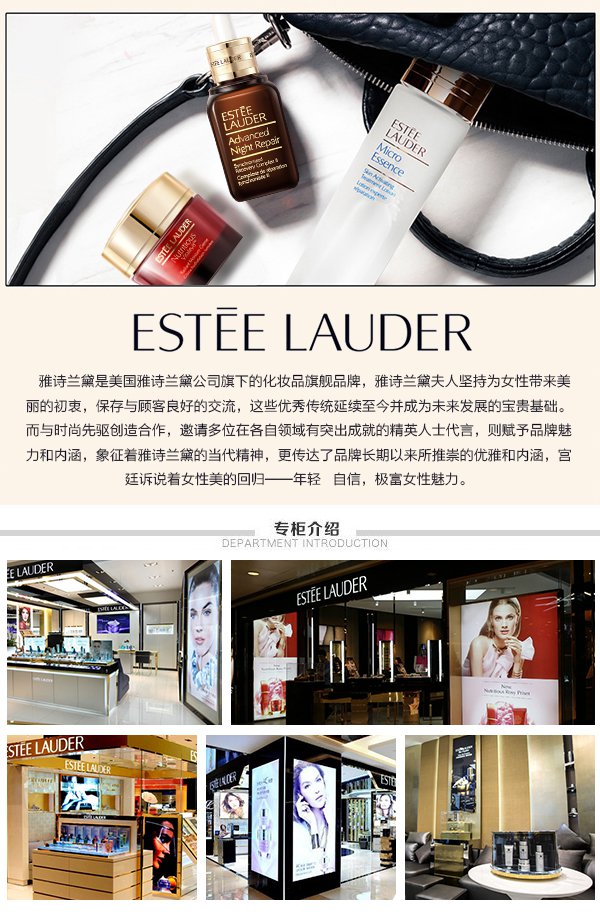 ESTĒE
LAUDER
Advanced
Night Repair
Synchronized
Recovery Complex II
Complexe de réparation
Synchronisée II
ESTĒE
LAUDER
Micro
Essence
Skin Activating
Treatment Lotion
Lotion experte
réparation
ESTĒE LAUDER
NUTRITIOUS
ESTĒE LAUDER
雅诗兰黛是美国雅诗兰黛公司旗下的化妆品旗舰品牌，雅诗兰黛夫人坚持为女性带来美
丽的初衷，保存与顾客良好的交流，这些优秀传统延续至今并成为未来发展的宝贵基础。
而与时尚先驱创造合作，邀请多位在各自领域有突出成就的精英人士代言，则赋予品牌魅
力和内涵，象征着雅诗兰黛的当代精神，更传达了品牌长期以来所推崇的优雅和内涵，宫
廷诉说着女性美的回归——年轻 自信，极富女性魅力。
专柜介绍
DEPARTMENT INTRODUCTION
ĒE LAUDER
ESTĒE LAUDER
ESTĒE LAUDER
New
Nutritious Rosy Prism
ESTĒE LAUDER
ESTĒE LAUDER
ESTĒE LAUDER
LAUDER
ESTĒE LAUDER